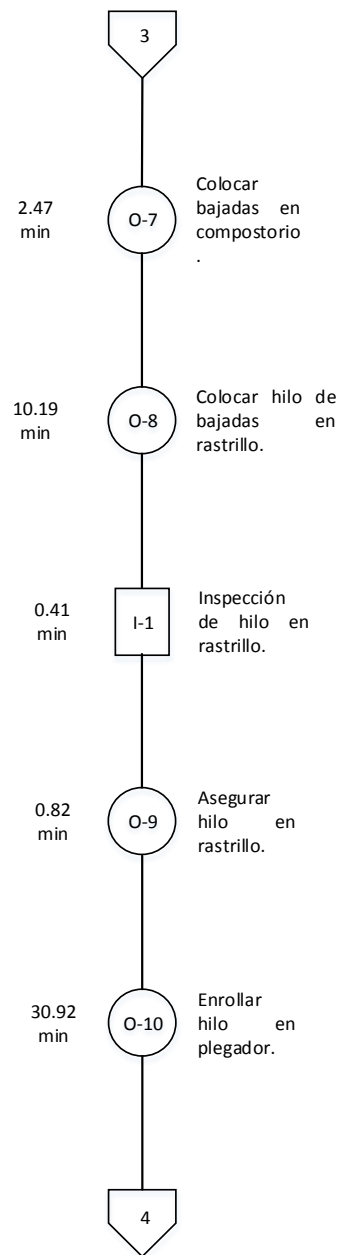 3
2.47
min
O-7
Colocar
bajadas en
compostorio
.
10.19
min
O-8
Colocar hilo de
bajadas en
rastrillo.
0.41
min
I-1
Inspección
de hilo en
rastrillo.
0.82
min
O-9
Asegurar
hilo en
rastrillo.
30.92
min
O-10
Enrollar
hilo en
plegador.
4